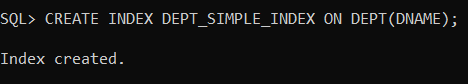 SQL> CREATE INDEX DEPT_SIMPLE_INDEX ON DEPT(DNAME);
Index created.